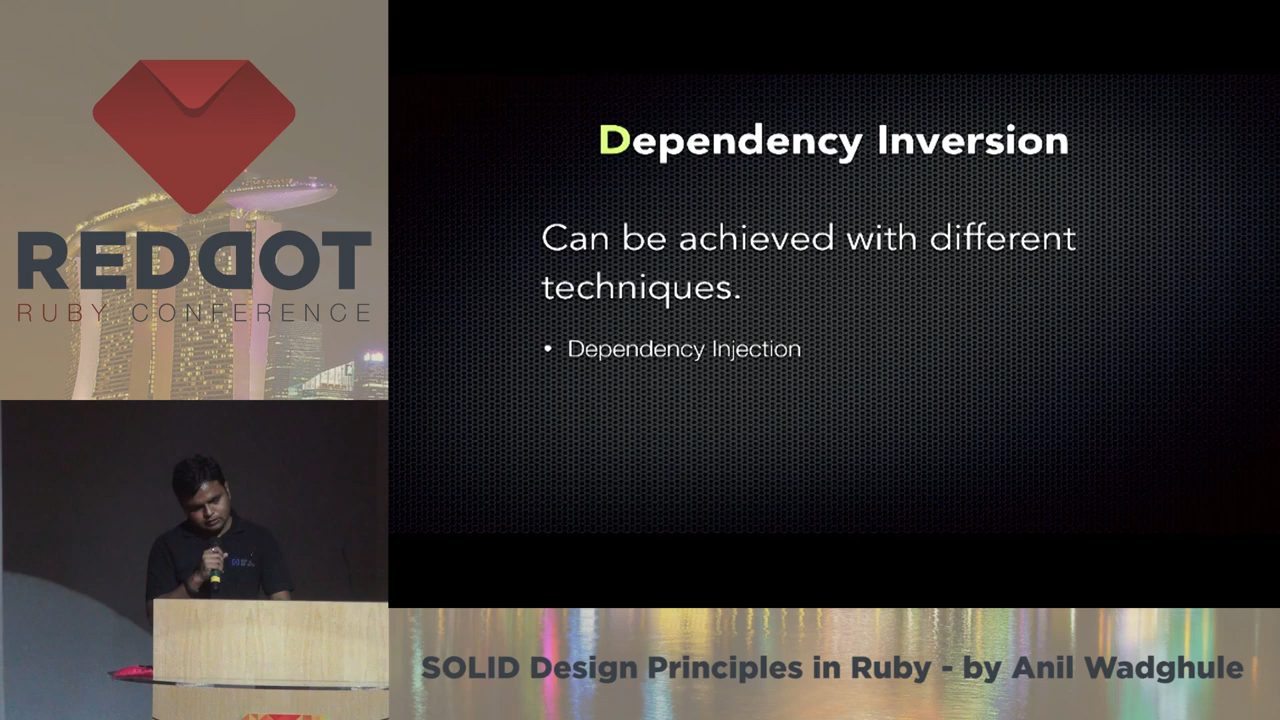 REDDOT
RUBY CONFERENCE
Dependency Inversion
Can be achieved with different
techniques.
• Dependency Injection
SOLID Design Principles in Ruby - by Anil Wadghule